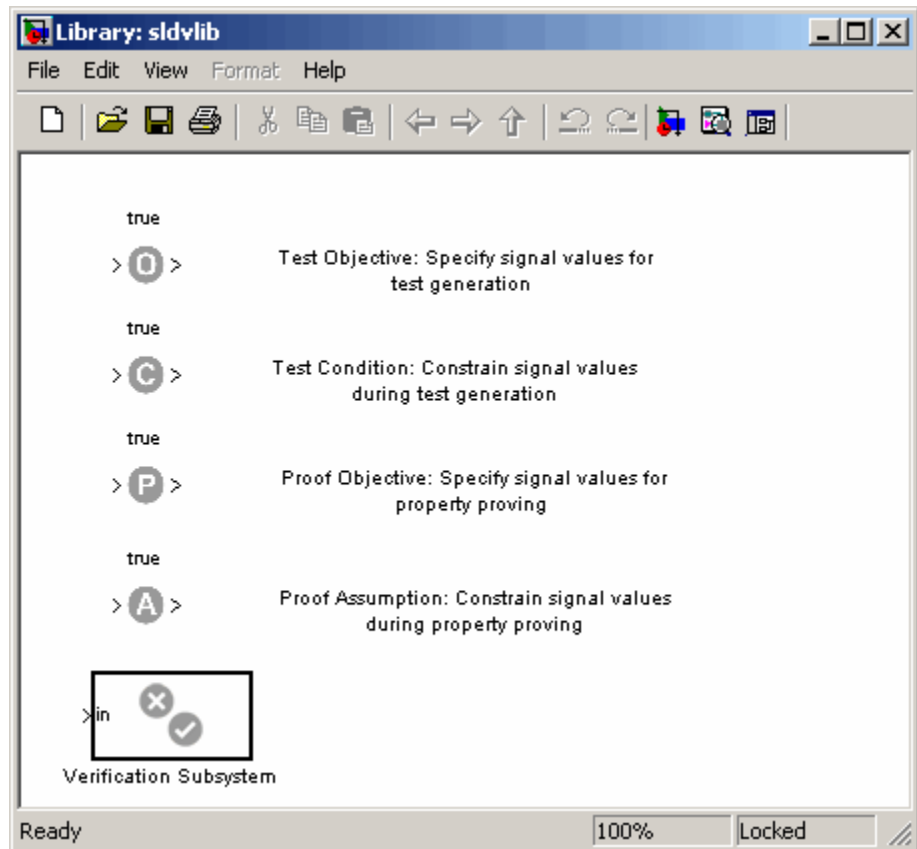 Library: sldvlib
File Edit View Format Help
true
O
Test Objective: Specify signal values for
test generation
true
C
Test Condition: Constrain signal values
during test generation
true
P
Proof Objective: Specify signal values for
property proving
true
A
Proof Assumption: Constrain signal values
during property proving
in
Verification Subsystem
Ready 100% Locked